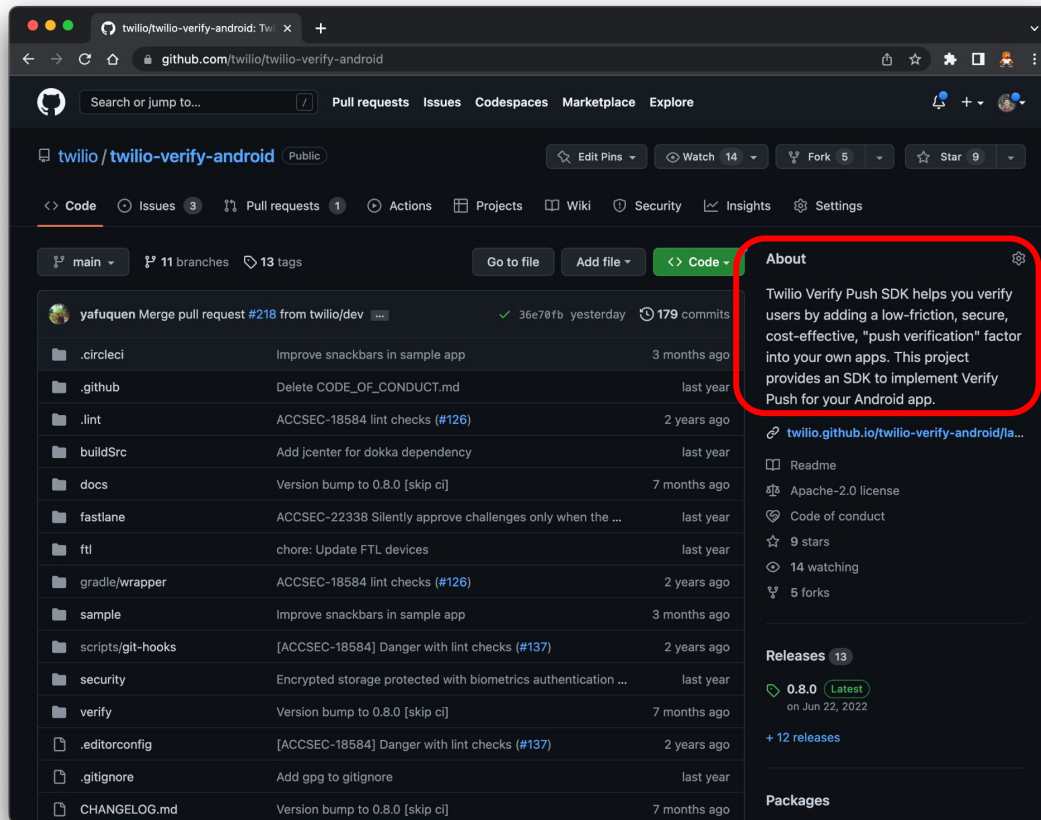 twilio/twilio-verify-android: Twi
github.com/twilio/twilio-verify-android
Search or jump to... / Pull requests Issues Codespaces Marketplace Explore
twilio / twilio-verify-android Public Edit Pins Watch 14 Fork 5 Star 9
<> Code Issues 3 Pull requests 1 Actions Projects Wiki Security Insights Settings
main 11 branches 13 tags Go to file Add file <> Code
yafuquen Merge pull request #218 from twilio/dev ... 36e70fb yesterday 179 commits
.circleci Improve snackbars in sample app 3 months ago
.github Delete CODE_OF_CONDUCT.md last year
.lint ACCSEC-18584 lint checks (#126) 2 years ago
buildSrc Add jcenter for dokka dependency last year
docs Version bump to 0.8.0 [skip ci] 7 months ago
fastlane ACCSEC-22338 Silently approve challenges only when the ... last year
ftl chore: Update FTL devices last year
gradle/wrapper ACCSEC-18584 lint checks (#126) 2 years ago
sample Improve snackbars in sample app 3 months ago
scripts/git-hooks [ACCSEC-18584] Danger with lint checks (#137) 2 years ago
security Encrypted storage protected with biometrics authentication ... last year
verify Version bump to 0.8.0 [skip ci] 7 months ago
.editorconfig [ACCSEC-18584] Danger with lint checks (#137) 2 years ago
.gitignore Add gpg to gitignore last year
CHANGELOG.md Version bump to 0.8.0 [skip ci] 7 months ago
About
Twilio Verify Push SDK helps you verify
users by adding a low-friction, secure,
cost-effective, "push verification" factor
into your own apps. This project
provides an SDK to implement Verify
Push for your Android app.
twilio.github.io/twilio-verify-android/la...
Readme
Apache-2.0 license
Code of conduct
9 stars
14 watching
5 forks
Releases 13
0.8.0 Latest
on Jun 22, 2022
+ 12 releases
Packages